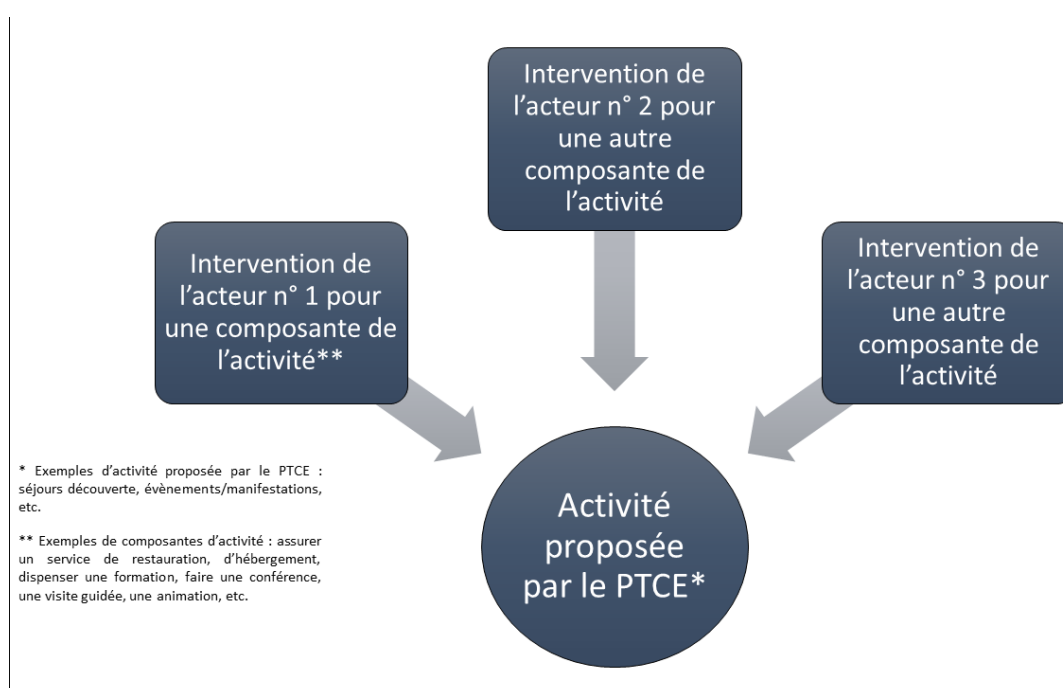 Intervention de
l’acteur n° 2 pour
une autre
composante de
l’activité
Intervention de
l’acteur n° 1 pour
une composante de
l’activité**
Intervention de
l’acteur n° 3 pour
une autre
composante de
l’activité
Activité
proposée
par le PTCE*
* Exemples d’activité proposée par le PTCE :
séjours découverte, évènements/manifestations,
etc.
** Exemples de composantes d’activité : assurer
un service de restauration, d’hébergement,
dispenser une formation, faire une conférence,
une visite guidée, une animation, etc.